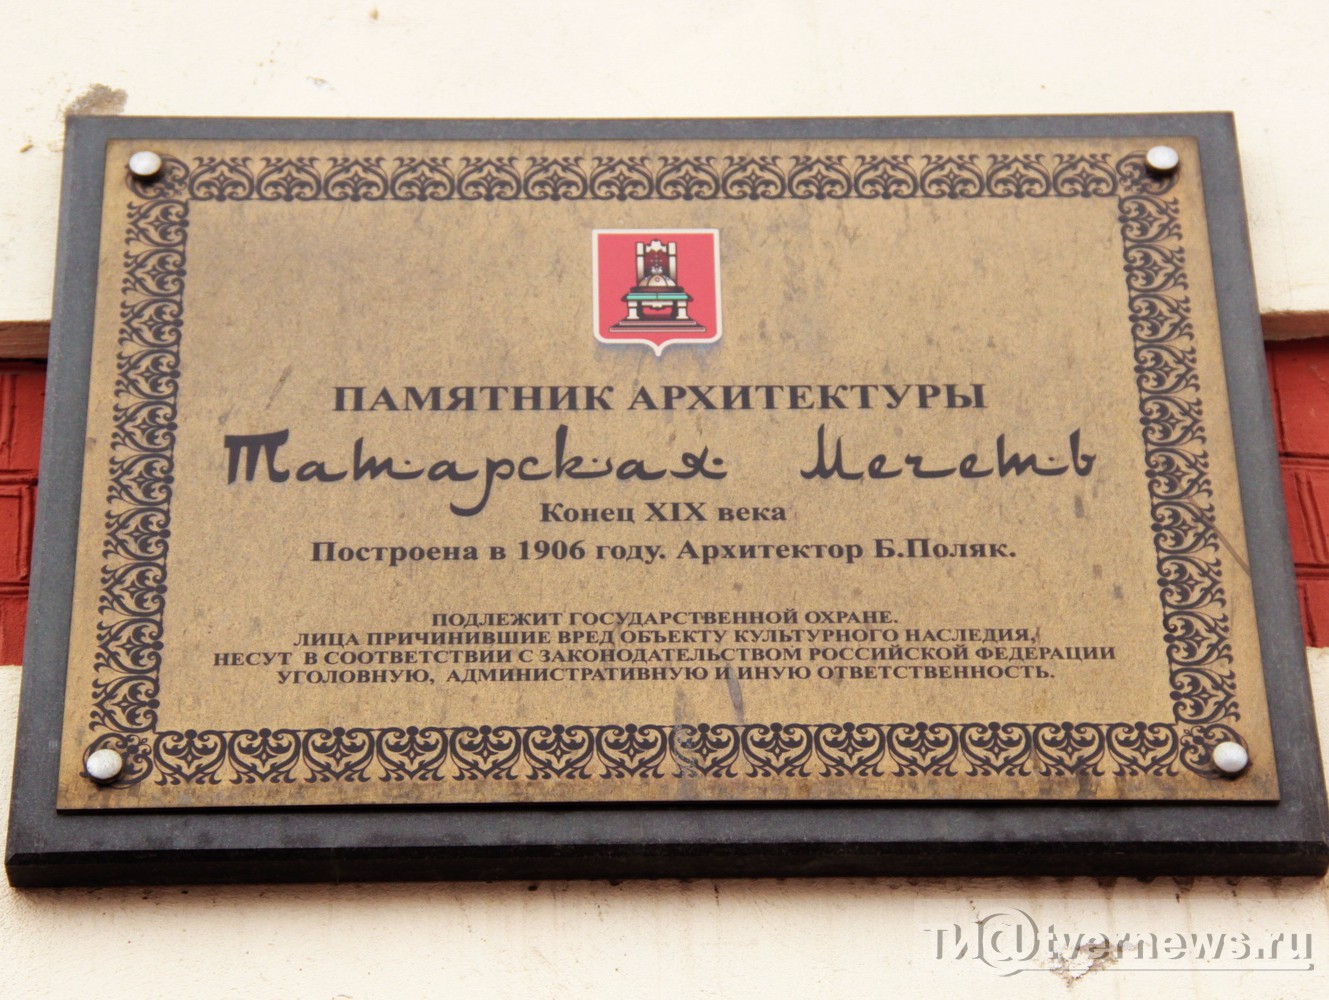 ПАМЯТНИК АРХИТЕКТУРЫ
Татарская Мечеть
Конец XIX века
Построена в 1906 году. Архитектор Б.Поляк.
ПОДЛЕЖИТ ГОСУДАРСТВЕННОЙ ОХРАНЕ.
ЛИЦА ПРИЧИНИВШИЕ ВРЕД ОБЪЕКТУ КУЛЬТУРНОГО НАСЛЕДИЯ,
НЕСУТ В СООТВЕТСТВИИ С ЗАКОНОДАТЕЛЬСТВОМ РОССИЙСКОЙ ФЕДЕРАЦИИ
УГОЛОВНУЮ, АДМИНИСТРАТИВНУЮ И ИНУЮ ОТВЕТСТВЕННОСТЬ.
ТИ@tvernews.ru